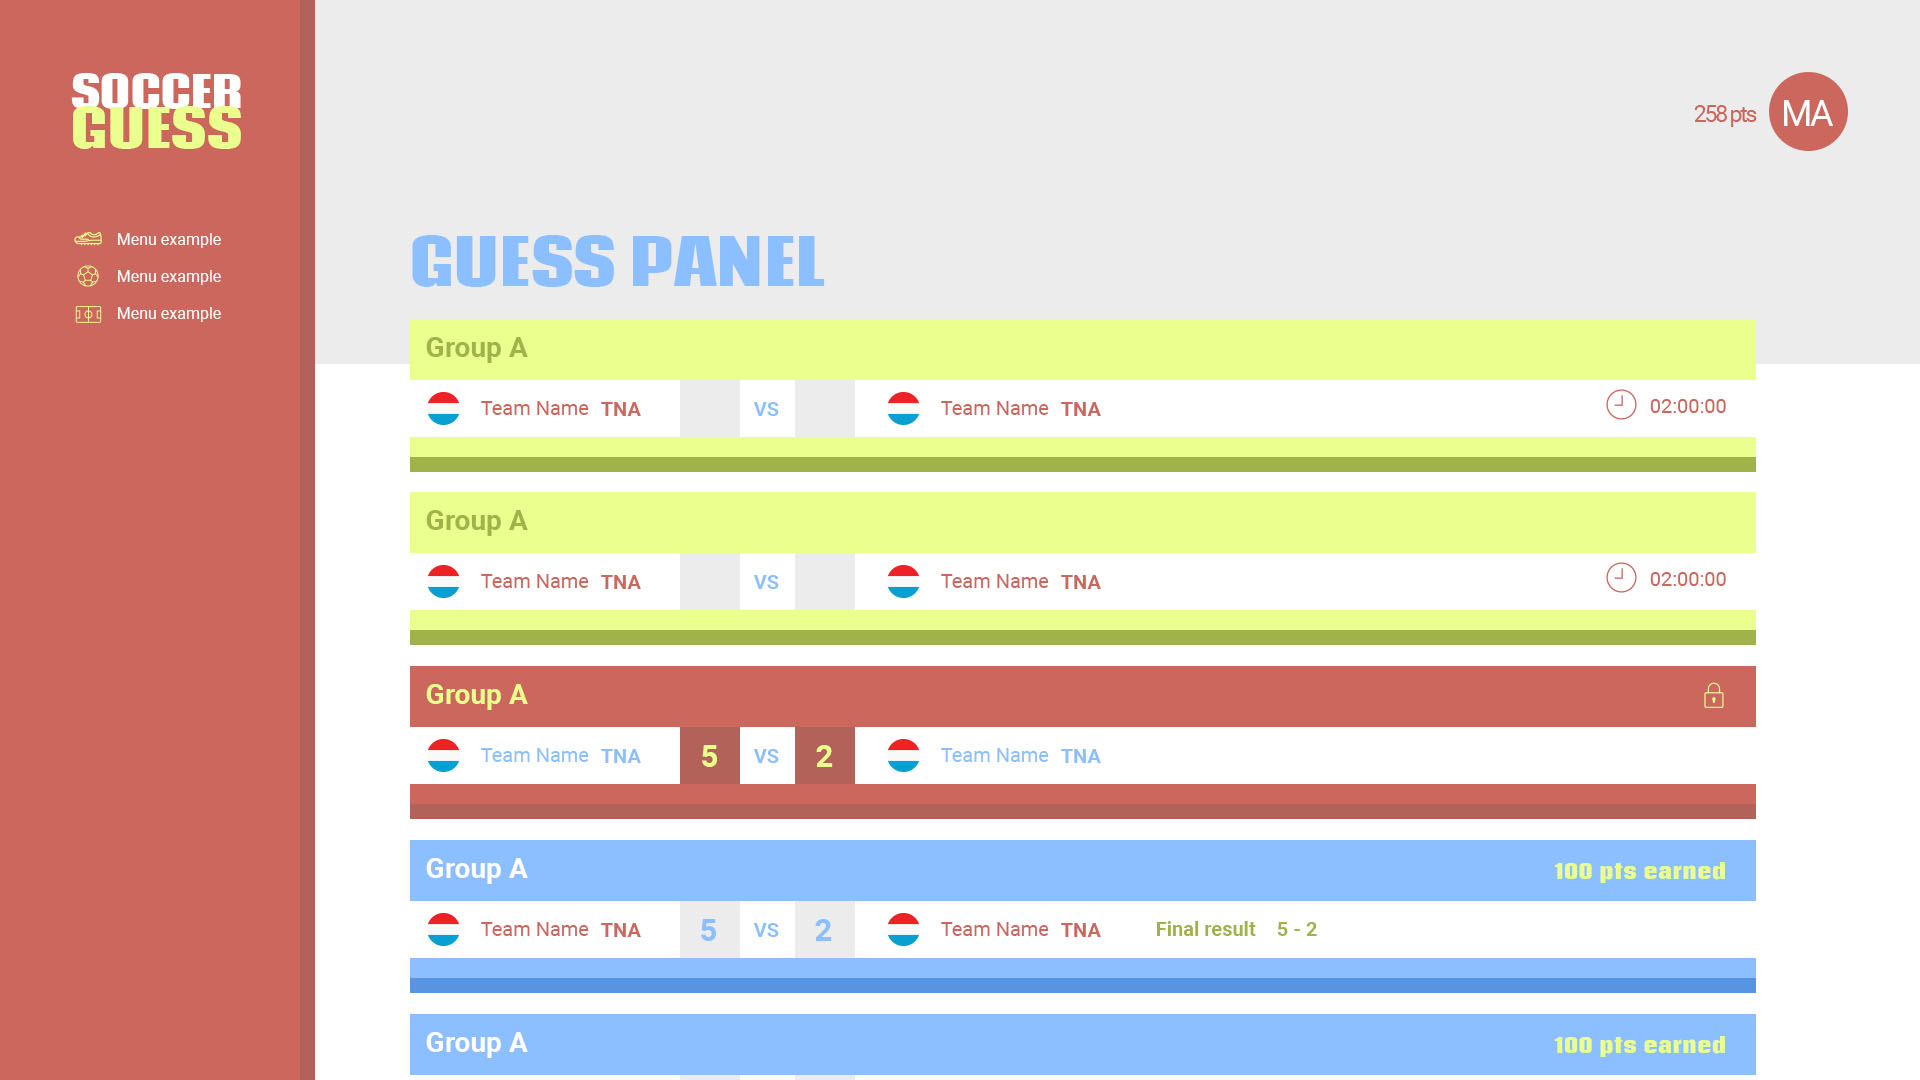 SOCCER
GUESS
258 pts
MA
Menu example
Menu example
Menu example
GUESS PANEL
Group A
Team Name TNA VS Team Name TNA 02:00:00
Group A
Team Name TNA VS Team Name TNA 02:00:00
Group A
Team Name TNA 5 VS 2 Team Name TNA
Group A 100 pts earned
Team Name TNA 5 VS 2 Team Name TNA Final result 5 - 2
Group A 100 pts earned